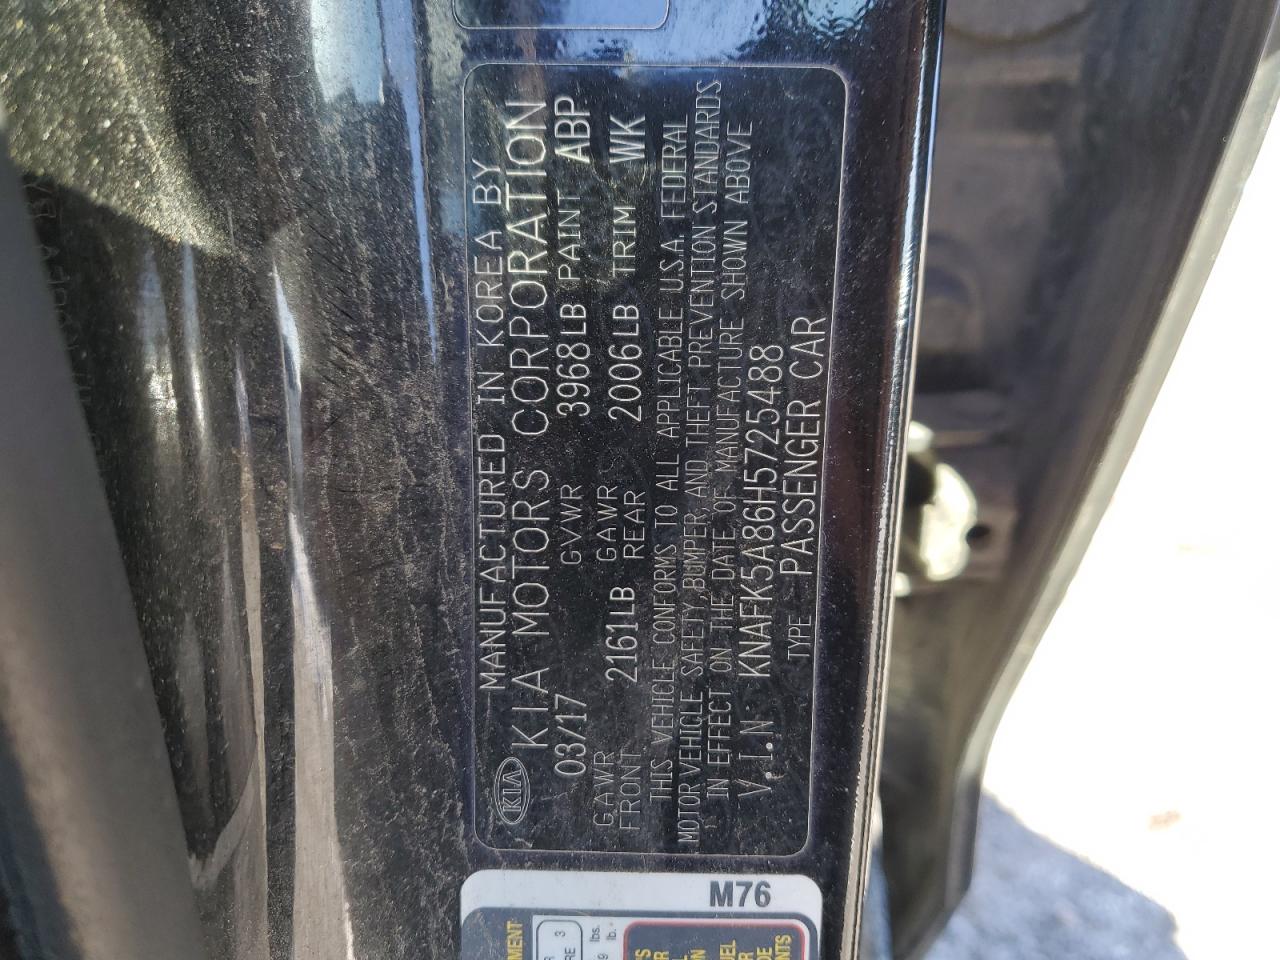 MANUFACTURED IN KOREA BY
KIA KIA MOTORS CORPORATION
03/17 GVWR 3968LB PAINT ABP
GAWR FRONT 2161LB GAWR REAR 2006LB TRIM WK
THIS VEHICLE CONFORMS TO ALL APPLICABLE U.S.A. FEDERAL
MOTOR VEHICLE SAFETY, BUMPER, AND THEFT PREVENTION STANDARDS
IN EFFECT ON THE DATE OF MANUFACTURE SHOWN ABOVE
V.I.N KNAFK5A86H5725488
TYPE PASSENGER CAR
M76